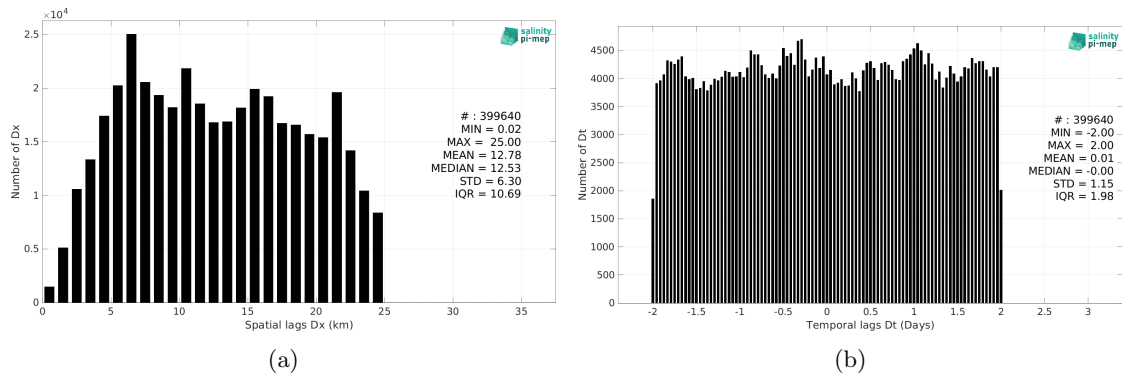 ×10⁴
2.5
2
1.5
1
0.5
0
Number of Dx
0 5 10 15 20 25 30 35
Spatial lags Dx (km)
salinity
pi-mep
# : 399640
MIN = 0.02
MAX = 25.00
MEAN = 12.78
MEDIAN = 12.53
STD = 6.30
IQR = 10.69
(a)
4500
4000
3500
3000
2500
2000
1500
1000
500
0
Number of Dt
-2 -1.5 -1 -0.5 0 0.5 1 1.5 2 2.5 3
Temporal lags Dt (Days)
salinity
pi-mep
# : 399640
MIN = -2.00
MAX = 2.00
MEAN = 0.01
MEDIAN = -0.00
STD = 1.15
IQR = 1.98
(b)